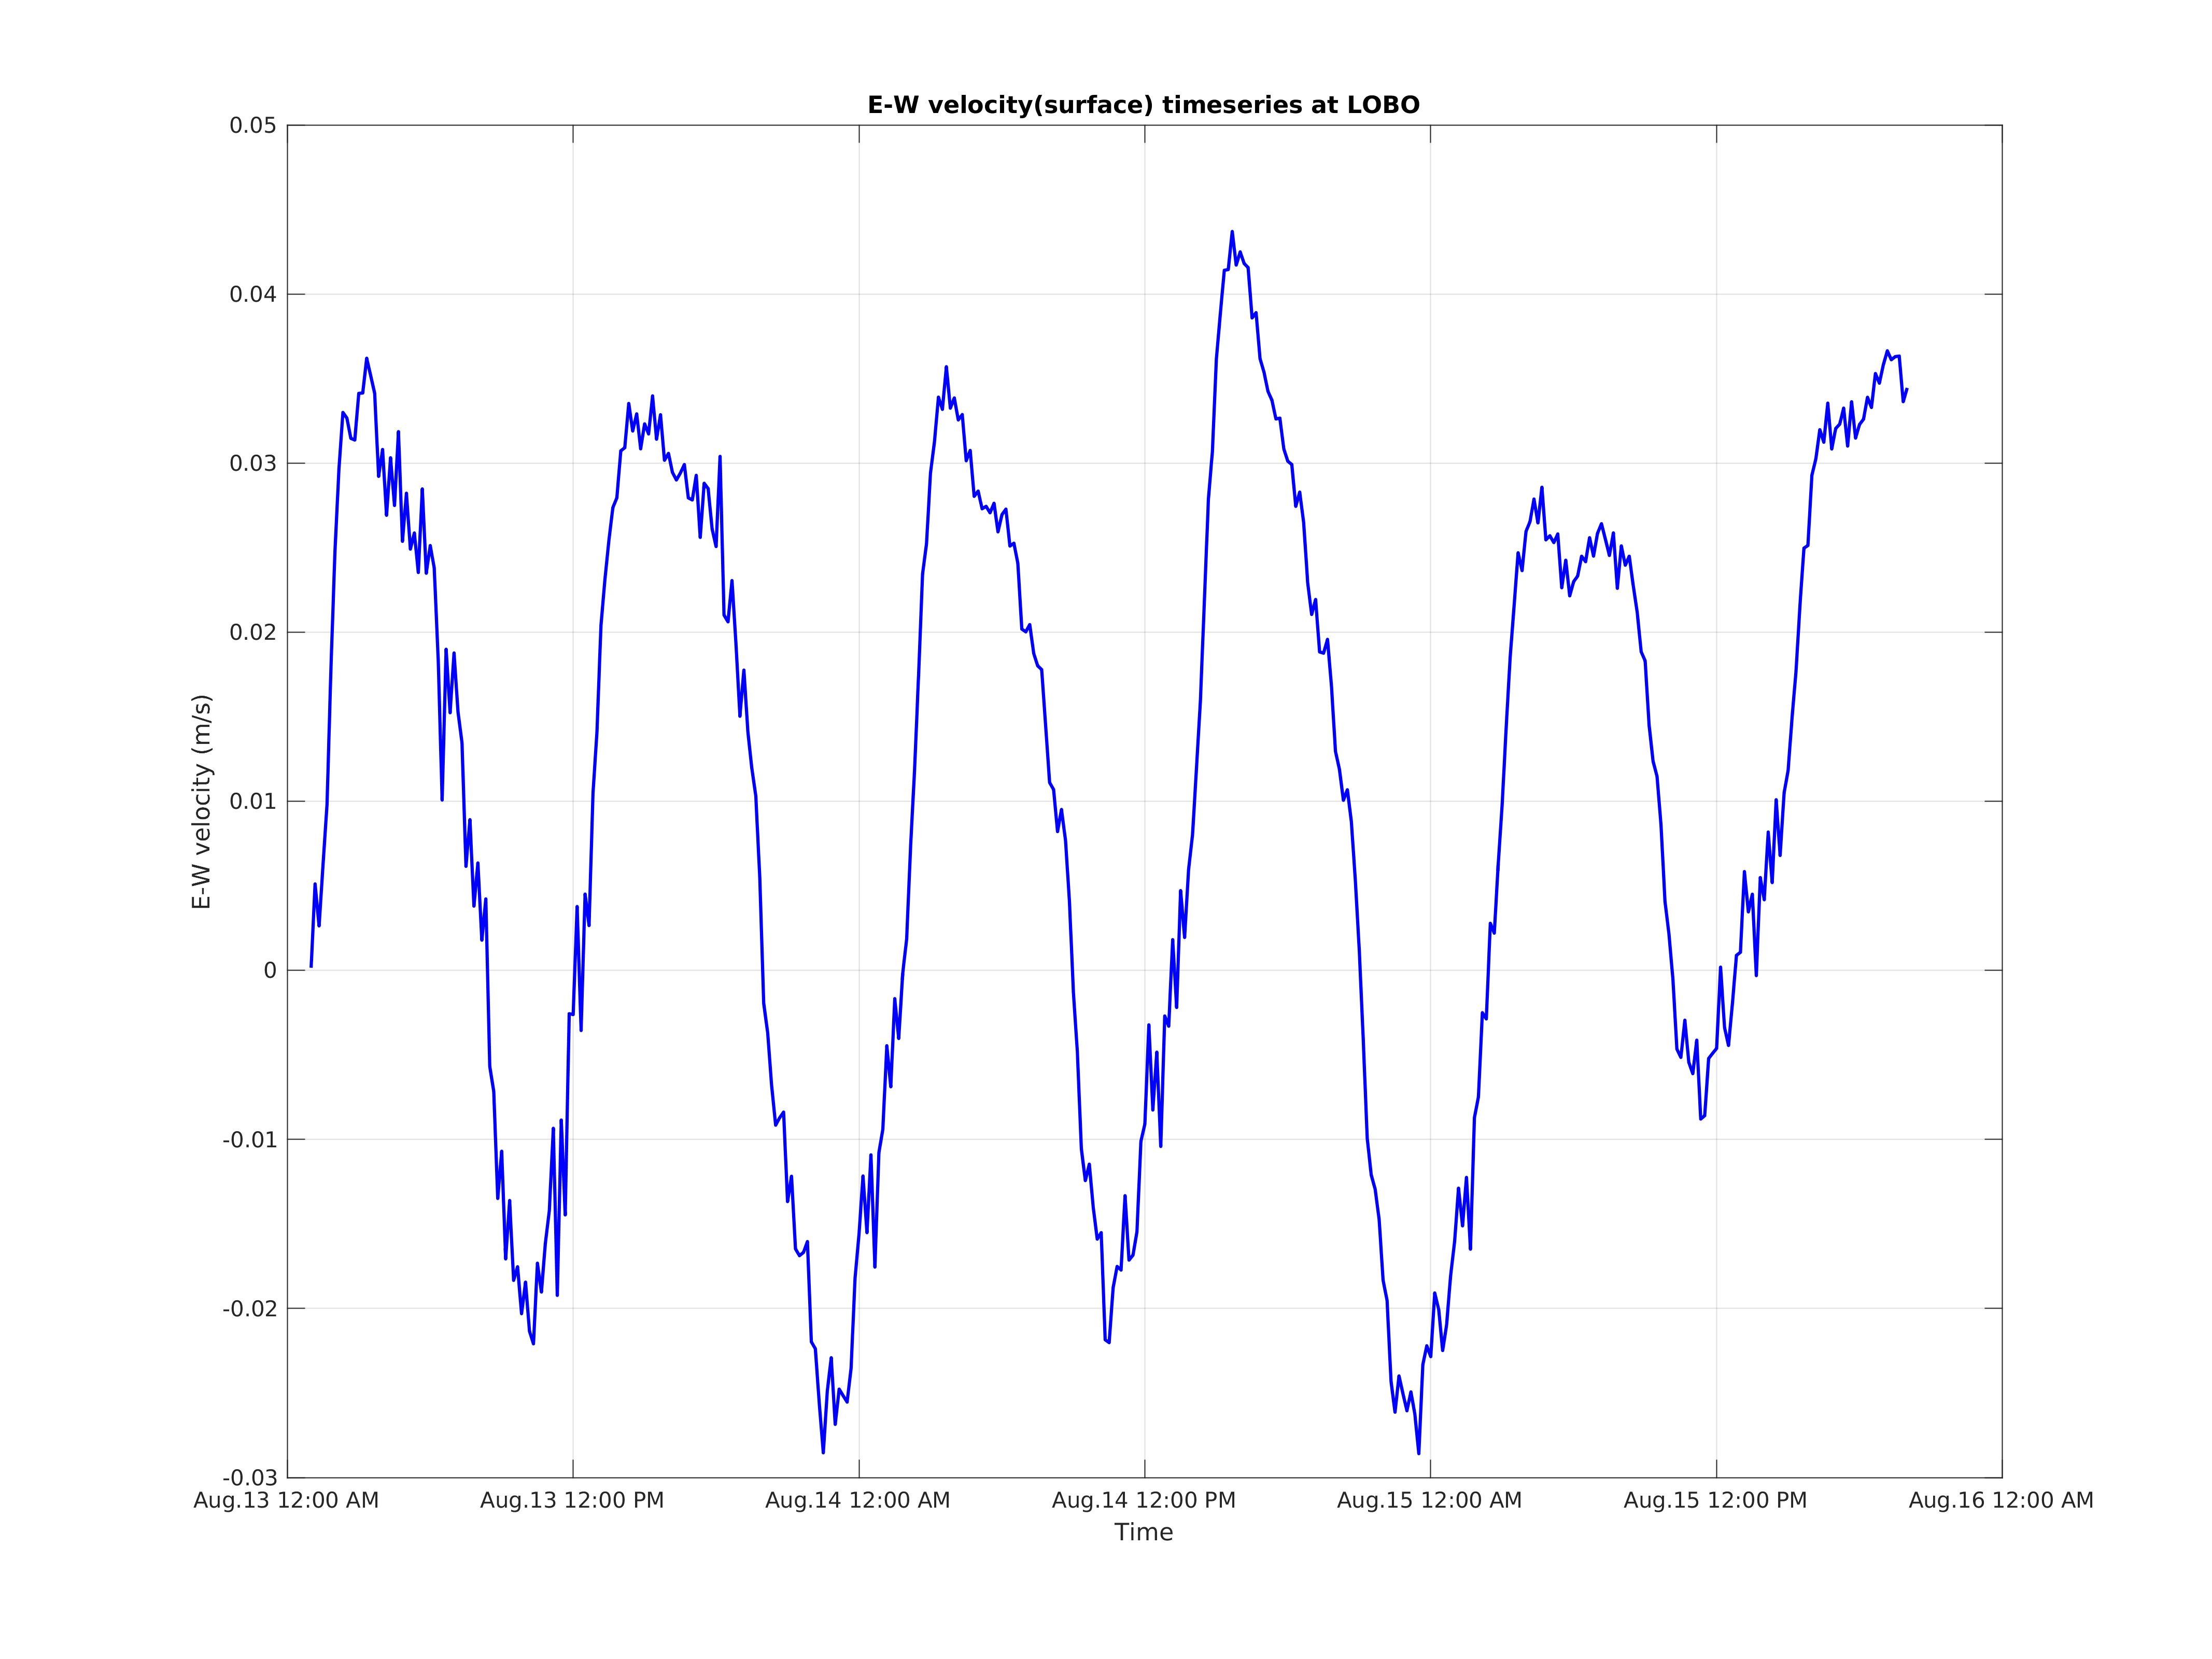 E-W velocity(surface) timeseries at LOBO
0.05
0.04
0.03
0.02
0.01
0
-0.01
-0.02
-0.03
E-W velocity (m/s)
Aug.13 12:00 AM
Aug.13 12:00 PM
Aug.14 12:00 AM
Aug.14 12:00 PM
Aug.15 12:00 AM
Aug.15 12:00 PM
Aug.16 12:00 AM
Time